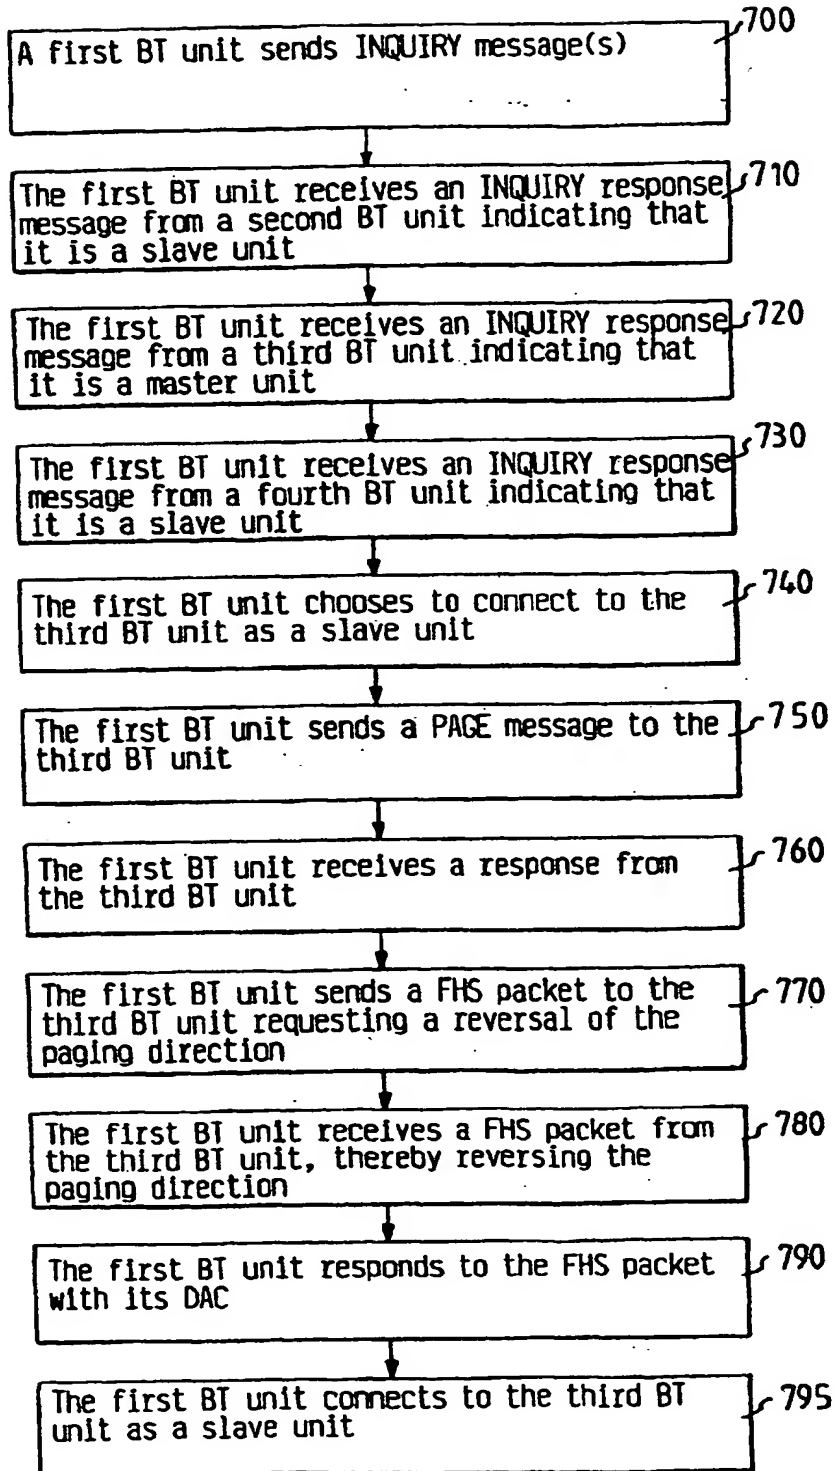 700
A first BT unit sends INQUIRY message(s)
710
The first BT unit receives an INQUIRY response
message from a second BT unit indicating that
it is a slave unit
720
The first BT unit receives an INQUIRY response
message from a third BT unit indicating that
it is a master unit
730
The first BT unit receives an INQUIRY response
message from a fourth BT unit indicating that
it is a slave unit
740
The first BT unit chooses to connect to the
third BT unit as a slave unit
750
The first BT unit sends a PAGE message to the
third BT unit
760
The first BT unit receives a response from
the third BT unit
770
The first BT unit sends a FHS packet to the
third BT unit requesting a reversal of the
paging direction
780
The first BT unit receives a FHS packet from
the third BT unit, thereby reversing the
paging direction
790
The first BT unit responds to the FHS packet
with its DAC
795
The first BT unit connects to the third BT
unit as a slave unit